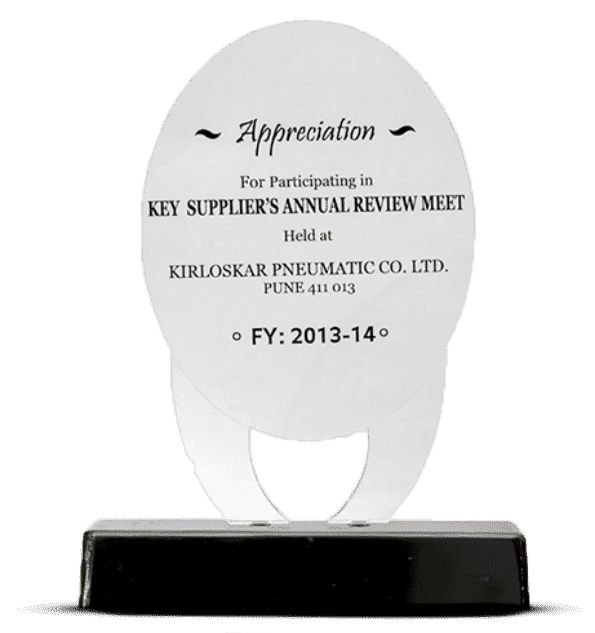 ~ Appreciation ~
For Participating in
KEY SUPPLIER'S ANNUAL REVIEW MEET
Held at
KIRLOSKAR PNEUMATIC CO. LTD.
PUNE 411 013
° FY: 2013-14°